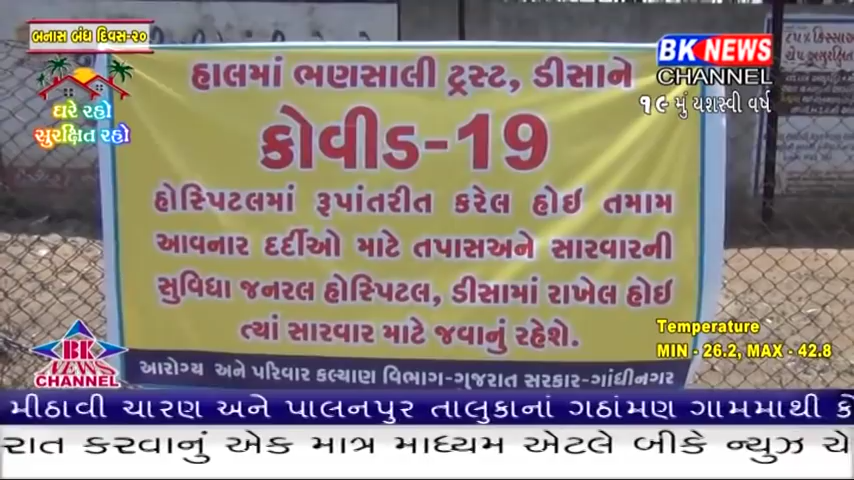 બનાસ બંધ દિવસ-૨૦
ઘરે રહો
સુરક્ષિત રહો
BK NEWS
CHANNEL
૧૯ મું યશસ્વી વર્ષ
હાલમાં ભણસાલી ટ્રસ્ટ, ડીસાને
કોવીડ-19
હોસ્પિટલમાં રૂપાંતરીત કરેલ હોઇ તમામ
આવનાર દર્દીઓ માટે તપાસઅને સારવારની
સુવિધા જનરલ હોસ્પિટલ, ડીસામાં રાખેલ હોઇ
ત્યાં સારવાર માટે જવાનું રહેશે.
આરોગ્ય અને પરિવાર કલ્યાણ વિભાગ-ગુજરાત સરકાર-ગાંધીનગર
Temperature
MIN - 26.2, MAX - 42.8
BK
NEWS
CHANNEL
મીઠાવી ચારણ અને પાલનપુર તાલુકાનાં ગઠાંમણ ગામમાથી કો
રાત કરવાનું એક માત્ર માધ્યમ એટલે બીકે ન્યુઝ ચે